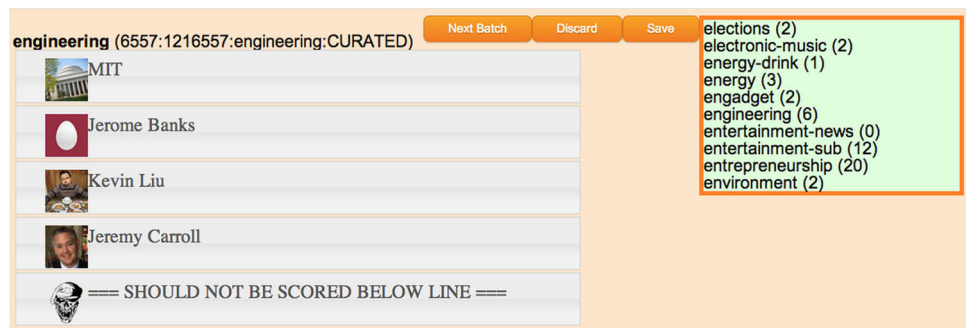 engineering (6557:1216557:engineering:CURATED)
Next Batch
Discard
Save
MIT
Jerome Banks
Kevin Liu
Jeremy Carroll
=== SHOULD NOT BE SCORED BELOW LINE ===
elections (2)
electronic-music (2)
energy-drink (1)
energy (3)
engadget (2)
engineering (6)
entertainment-news (0)
entertainment-sub (12)
entrepreneurship (20)
environment (2)